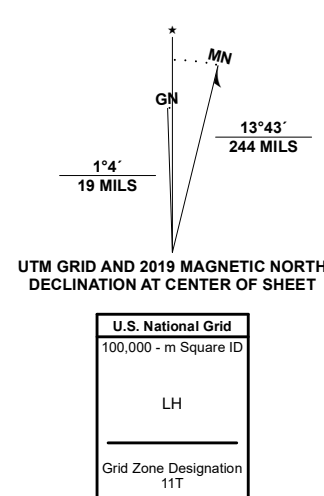 ★
MN
GN
13°43´
244 MILS
1°4´
19 MILS
UTM GRID AND 2019 MAGNETIC NORTH
DECLINATION AT CENTER OF SHEET
U.S. National Grid
100,000 - m Square ID
LH
Grid Zone Designation
11T